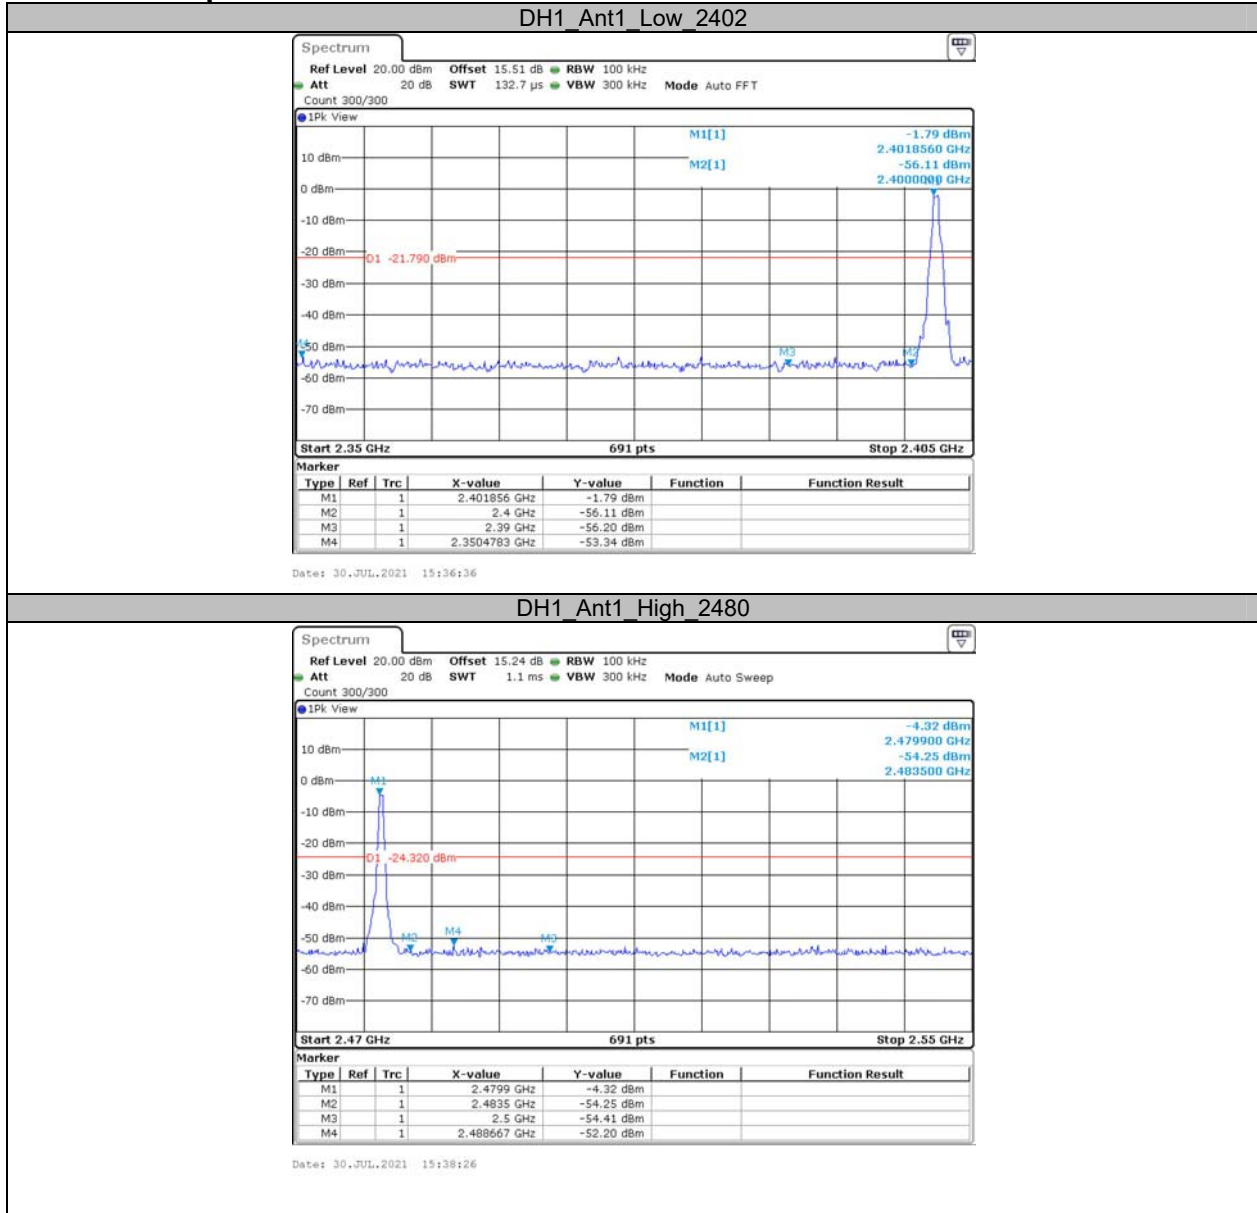 DH1_Ant1_Low_2402
Spectrum
Ref Level 20.00 dBm Offset 15.51 dB RBW 100 kHz
Att 20 dB SWT 132.7 µs VBW 300 kHz Mode Auto FFT
Count 300/300
1Pk View
M1[1] -1.79 dBm
2.4018560 GHz
10 dBm
M2[1] -56.11 dBm
2.4000000 GHz
0 dBm
M1
-10 dBm
-20 dBm
D1 -21.790 dBm
-30 dBm
-40 dBm
M4
-50 dBm
M3 M2
-60 dBm
-70 dBm
Start 2.35 GHz 691 pts Stop 2.405 GHz
Marker
Type Ref Trc X-value Y-value Function Function Result
M1 1 2.401856 GHz -1.79 dBm
M2 1 2.4 GHz -56.11 dBm
M3 1 2.39 GHz -56.20 dBm
M4 1 2.3504783 GHz -53.34 dBm
Date: 30.JUL.2021 15:36:36
DH1_Ant1_High_2480
Spectrum
Ref Level 20.00 dBm Offset 15.24 dB RBW 100 kHz
Att 20 dB SWT 1.1 ms VBW 300 kHz Mode Auto Sweep
Count 300/300
1Pk View
M1[1] -4.32 dBm
2.479900 GHz
10 dBm
M2[1] -54.25 dBm
2.483500 GHz
0 dBm
M1
-10 dBm
-20 dBm
D1 -24.320 dBm
-30 dBm
-40 dBm
M2 M4 M3
-50 dBm
-60 dBm
-70 dBm
Start 2.47 GHz 691 pts Stop 2.55 GHz
Marker
Type Ref Trc X-value Y-value Function Function Result
M1 1 2.4799 GHz -4.32 dBm
M2 1 2.4835 GHz -54.25 dBm
M3 1 2.5 GHz -54.41 dBm
M4 1 2.488667 GHz -52.20 dBm
Date: 30.JUL.2021 15:38:26